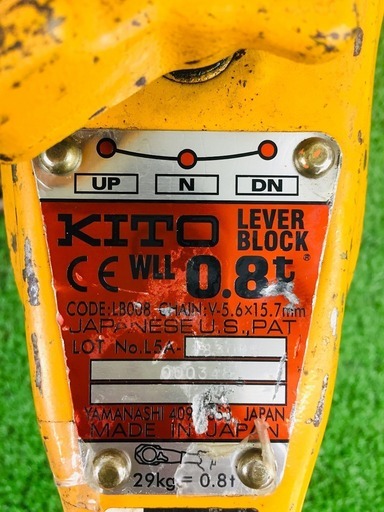 UP N DN
KITO LEVER BLOCK®
CE WLL 0.8t
CODE:LB008 CHAIN:V-5.6×15.7mm
JAPANESE U.S., PAT
LOT No.L5A-
YAMANASHI JAPAN
MADE IN JAPAN
29kg = 0.8t